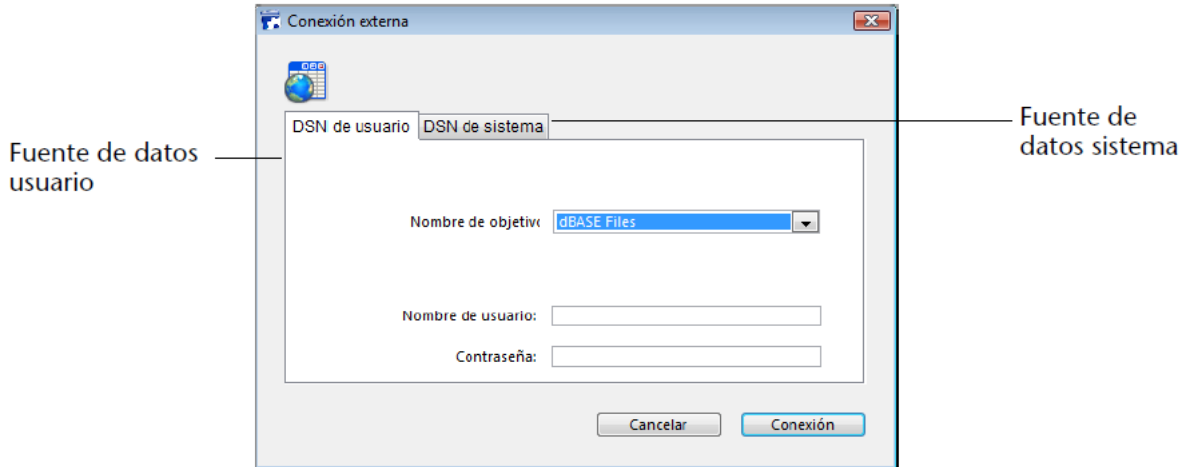 Conexión externa
DSN de usuario DSN de sistema
Fuente de datos
usuario
Fuente de
datos sistema
Nombre de objetivo
dBASE Files
Nombre de usuario:
Contraseña:
Cancelar
Conexión